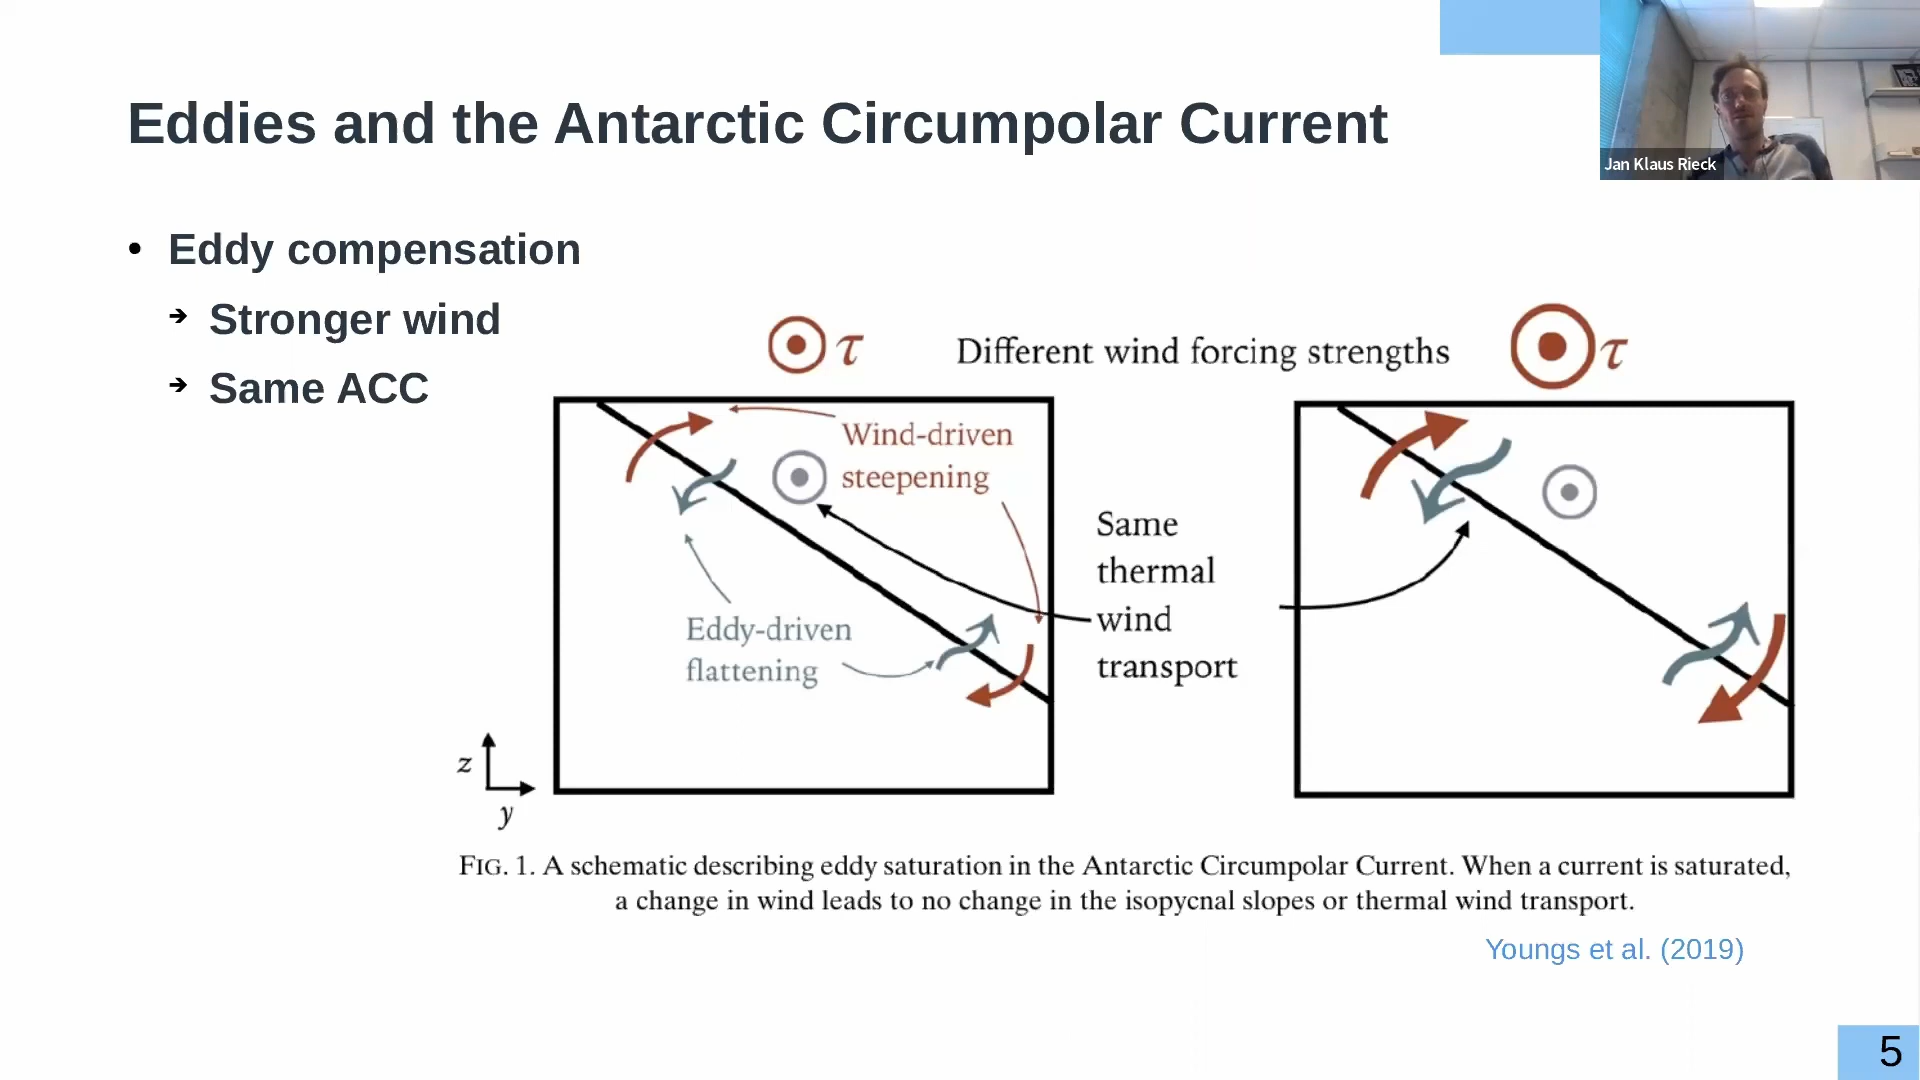 Eddies and the Antarctic Circumpolar Current
Jan Klaus Rieck
• Eddy compensation
➔ Stronger wind
➔ Same ACC
τ
Different wind forcing strengths
τ
Wind-driven
steepening
Eddy-driven
flattening
Same
thermal
wind
transport
z
y
FIG. 1. A schematic describing eddy saturation in the Antarctic Circumpolar Current. When a current is saturated,
a change in wind leads to no change in the isopycnal slopes or thermal wind transport.
Youngs et al. (2019)
5